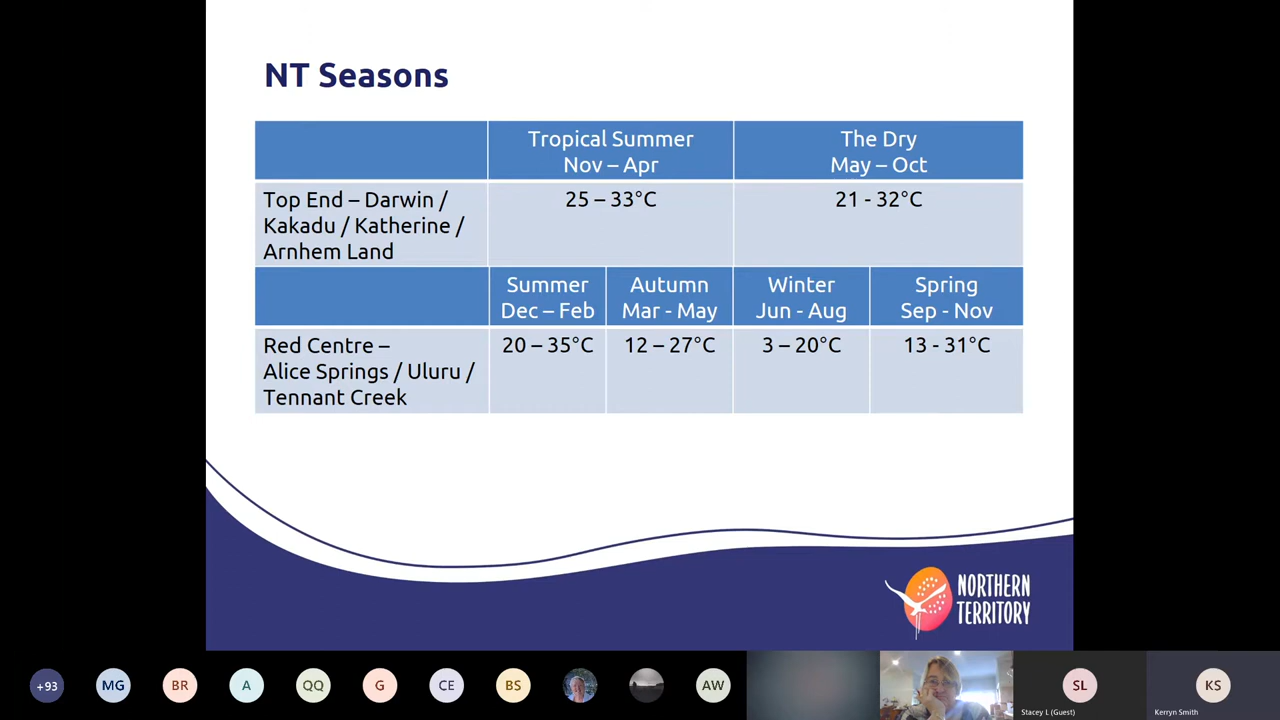 NT Seasons
Tropical Summer
Nov – Apr
The Dry
May – Oct
Top End – Darwin /
Kakadu / Katherine /
Arnhem Land
25 – 33°C
21 - 32°C
Summer
Dec – Feb
Autumn
Mar - May
Winter
Jun - Aug
Spring
Sep - Nov
Red Centre –
Alice Springs / Uluru /
Tennant Creek
20 – 35°C
12 – 27°C
3 – 20°C
13 - 31°C
NORTHERN
TERRITORY
+93
MG
BR
A
QQ
G
CE
BS
AW
SL
Stacey L (Guest)
KS
Kerryn Smith